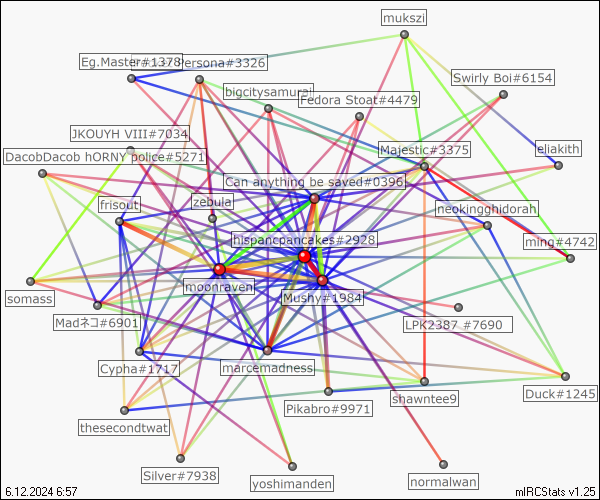 mukszi
Eg.Master#1378
Persona#3326
Swirly Boi#6154
bigcitysamurai
Fedora Stoat#4479
JKOUYH VIII#7034
Majestic#3375
eliakith
DacobDacob hORNY police#5271
Can anything be saved#0396
frisout
zebula
neokingghidorah
hispanicpancakes#2928
ming#4742
somass
moonraven
Mushy#1984
Madネコ#6901
LPK2387 #7690
Cypha#1717
marcemadness
shawntee9
Duck#1245
Pikabro#9971
thesecondtwat
Silver#7938
yoshimanden
normalwan
6.12.2024 6:57
mIRCStats v1.25